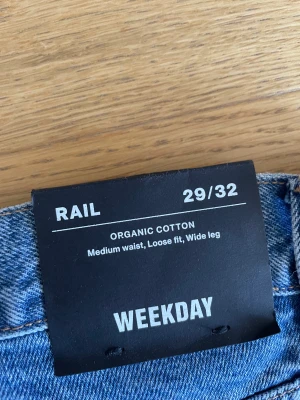 RAIL 29/32
ORGANIC COTTON
Medium waist, Loose fit, Wide leg
WEEKDAY